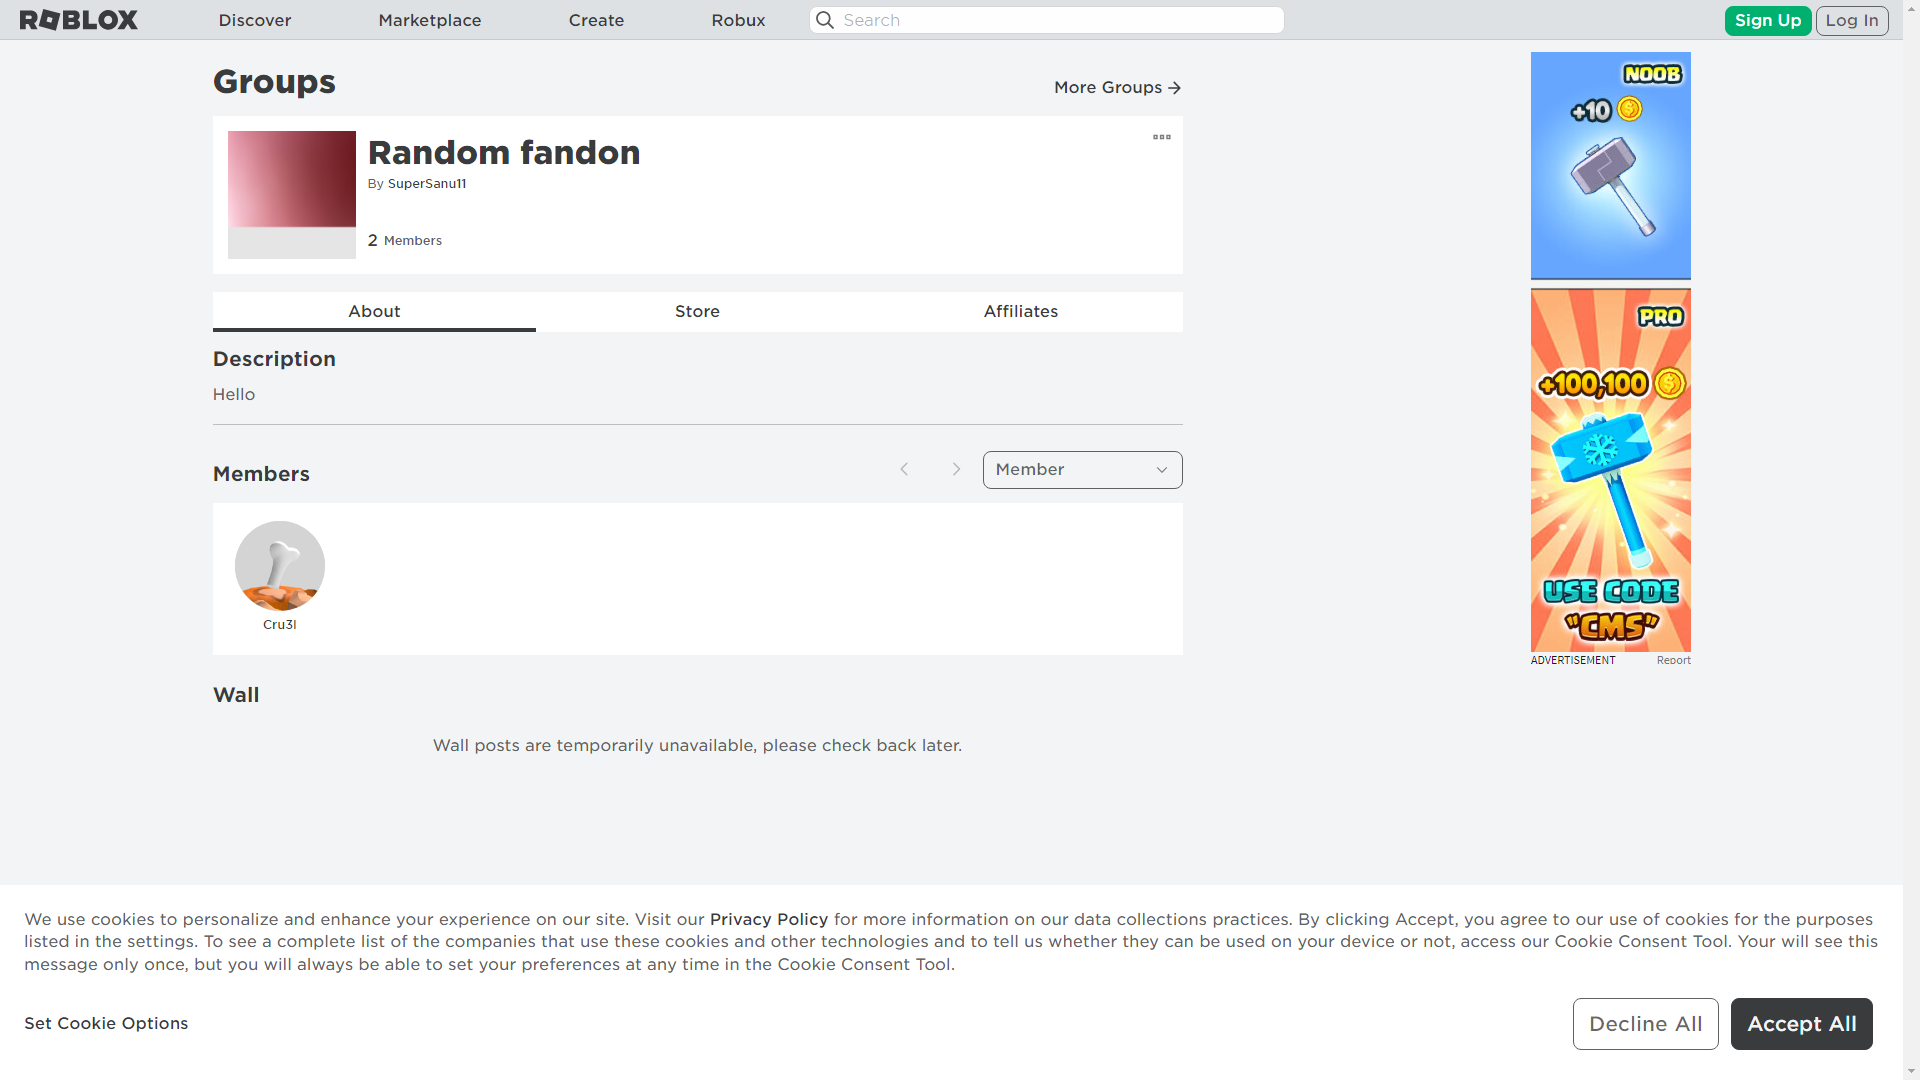 ROBLOX
Discover
Marketplace
Create
Robux
Search
Sign Up
Log In
Groups
More Groups
Random fandon
By SuperSanu11
2 Members
About
Store
Affiliates
Description
Hello
Members
Member
Cru3l
Wall
Wall posts are temporarily unavailable, please check back later.
NOOB
+10
PRO
+100,100
USE CODE
"CMS"
ADVERTISEMENT
Report
We use cookies to personalize and enhance your experience on our site. Visit our Privacy Policy for more information on our data collections practices. By clicking Accept, you agree to our use of cookies for the purposes
listed in the settings. To see a complete list of the companies that use these cookies and other technologies and to tell us whether they can be used on your device or not, access our Cookie Consent Tool. Your will see this
message only once, but you will always be able to set your preferences at any time in the Cookie Consent Tool.
Set Cookie Options
Decline All
Accept All